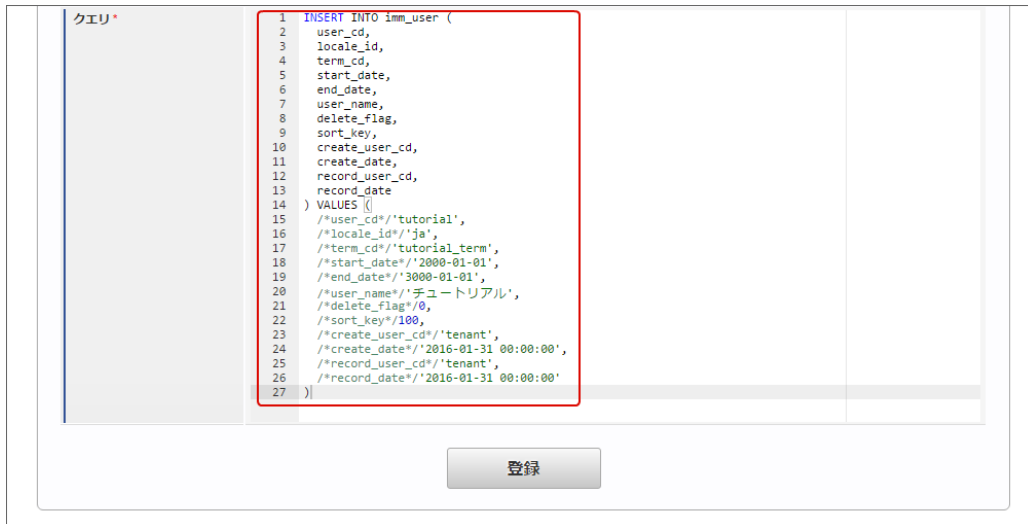 クエリ*
1 INSERT INTO imm_user (
2 user_cd,
3 locale_id,
4 term_cd,
5 start_date,
6 end_date,
7 user_name,
8 delete_flag,
9 sort_key,
10 create_user_cd,
11 create_date,
12 record_user_cd,
13 record_date
14 ) VALUES (
15 /*user_cd*/'tutorial',
16 /*locale_id*/'ja',
17 /*term_cd*/'tutorial_term',
18 /*start_date*/'2000-01-01',
19 /*end_date*/'3000-01-01',
20 /*user_name*/'チュートリアル',
21 /*delete_flag*/0,
22 /*sort_key*/100,
23 /*create_user_cd*/'tenant',
24 /*create_date*/'2016-01-31 00:00:00',
25 /*record_user_cd*/'tenant',
26 /*record_date*/'2016-01-31 00:00:00'
27 )
登録